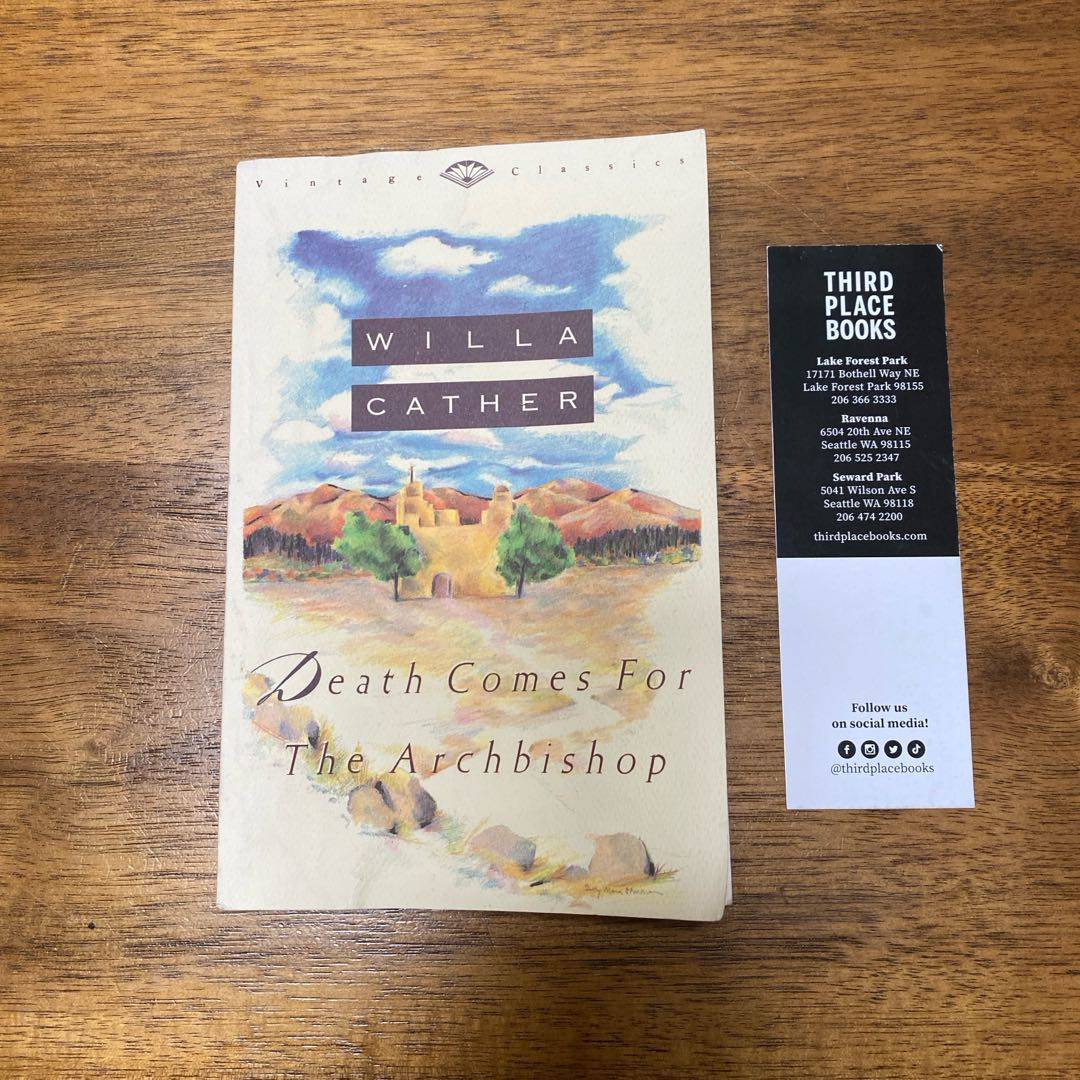 Vintage Classics
WILLA
CATHER
Death Comes For
The Archbishop
THIRD
PLACE
BOOKS
Lake Forest Park
17171 Bothell Way NE
Lake Forest Park 98155
206 366 3333
Ravenna
6504 20th Ave NE
Seattle WA 98115
206 525 2347
Seward Park
5041 Wilson Ave S
Seattle WA 98118
206 474 2200
thirdplacebooks.com
Follow us
on social media!
@thirdplacebooks